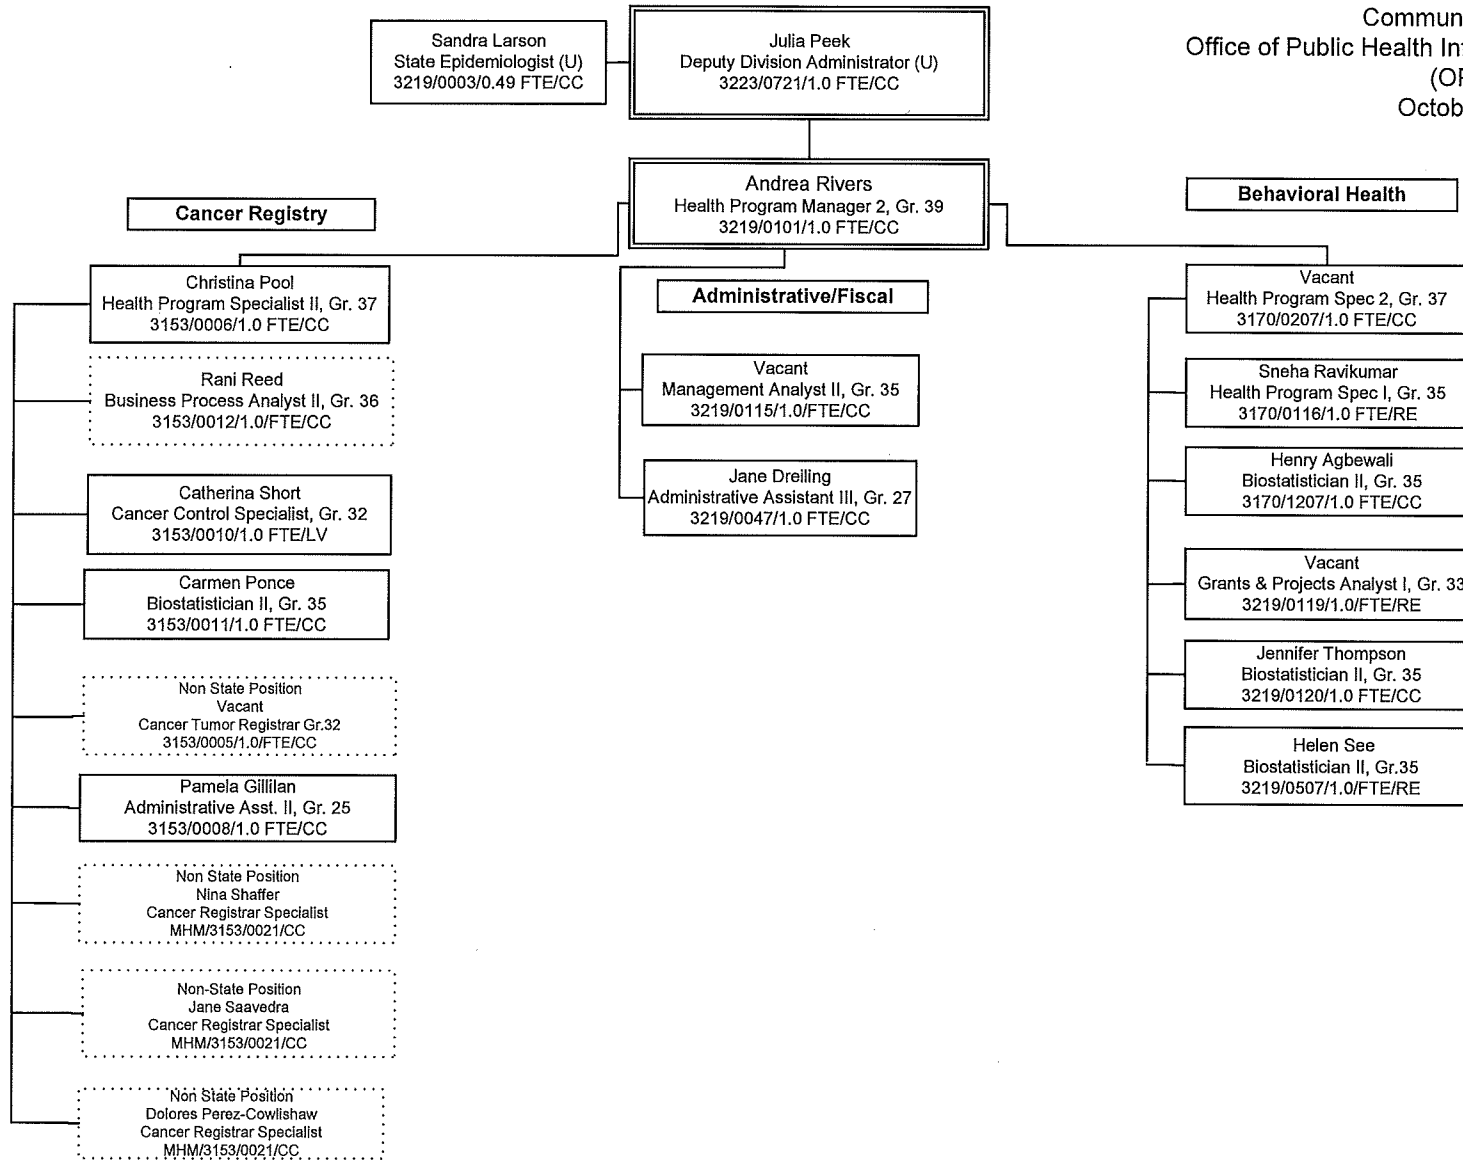 Commun
Office of Public Health Inf
(OP
Octob
Sandra Larson
State Epidemiologist (U)
3219/0003/0.49 FTE/CC
Julia Peek
Deputy Division Administrator (U)
3223/0721/1.0 FTE/CC
Andrea Rivers
Health Program Manager 2, Gr. 39
3219/0101/1.0 FTE/CC
Cancer Registry
Christina Pool
Health Program Specialist II, Gr. 37
3153/0006/1.0 FTE/CC
Rani Reed
Business Process Analyst II, Gr. 36
3153/0012/1.0/FTE/CC
Catherina Short
Cancer Control Specialist, Gr. 32
3153/0010/1.0 FTE/LV
Carmen Ponce
Biostatistician II, Gr. 35
3153/0011/1.0 FTE/CC
Non State Position
Vacant
Cancer Tumor Registrar Gr.32
3153/0005/1.0/FTE/CC
Pamela Gillilan
Administrative Asst. II, Gr. 25
3153/0008/1.0 FTE/CC
Non State Position
Nina Shaffer
Cancer Registrar Specialist
MHM/3153/0021/CC
Non-State Position
Jane Saavedra
Cancer Registrar Specialist
MHM/3153/0021/CC
Non State Position
Dolores Perez-Cowlishaw
Cancer Registrar Specialist
MHM/3153/0021/CC
Administrative/Fiscal
Vacant
Management Analyst II, Gr. 35
3219/0115/1.0/FTE/CC
Jane Dreiling
Administrative Assistant III, Gr. 27
3219/0047/1.0 FTE/CC
Behavioral Health
Vacant
Health Program Spec 2, Gr. 37
3170/0207/1.0 FTE/CC
Sneha Ravikumar
Health Program Spec I, Gr. 35
3170/0116/1.0 FTE/RE
Henry Agbewali
Biostatistician II, Gr. 35
3170/1207/1.0 FTE/CC
Vacant
Grants & Projects Analyst I, Gr. 33
3219/0119/1.0/FTE/RE
Jennifer Thompson
Biostatistician II, Gr. 35
3219/0120/1.0 FTE/CC
Helen See
Biostatistician II, Gr.35
3219/0507/1.0/FTE/RE